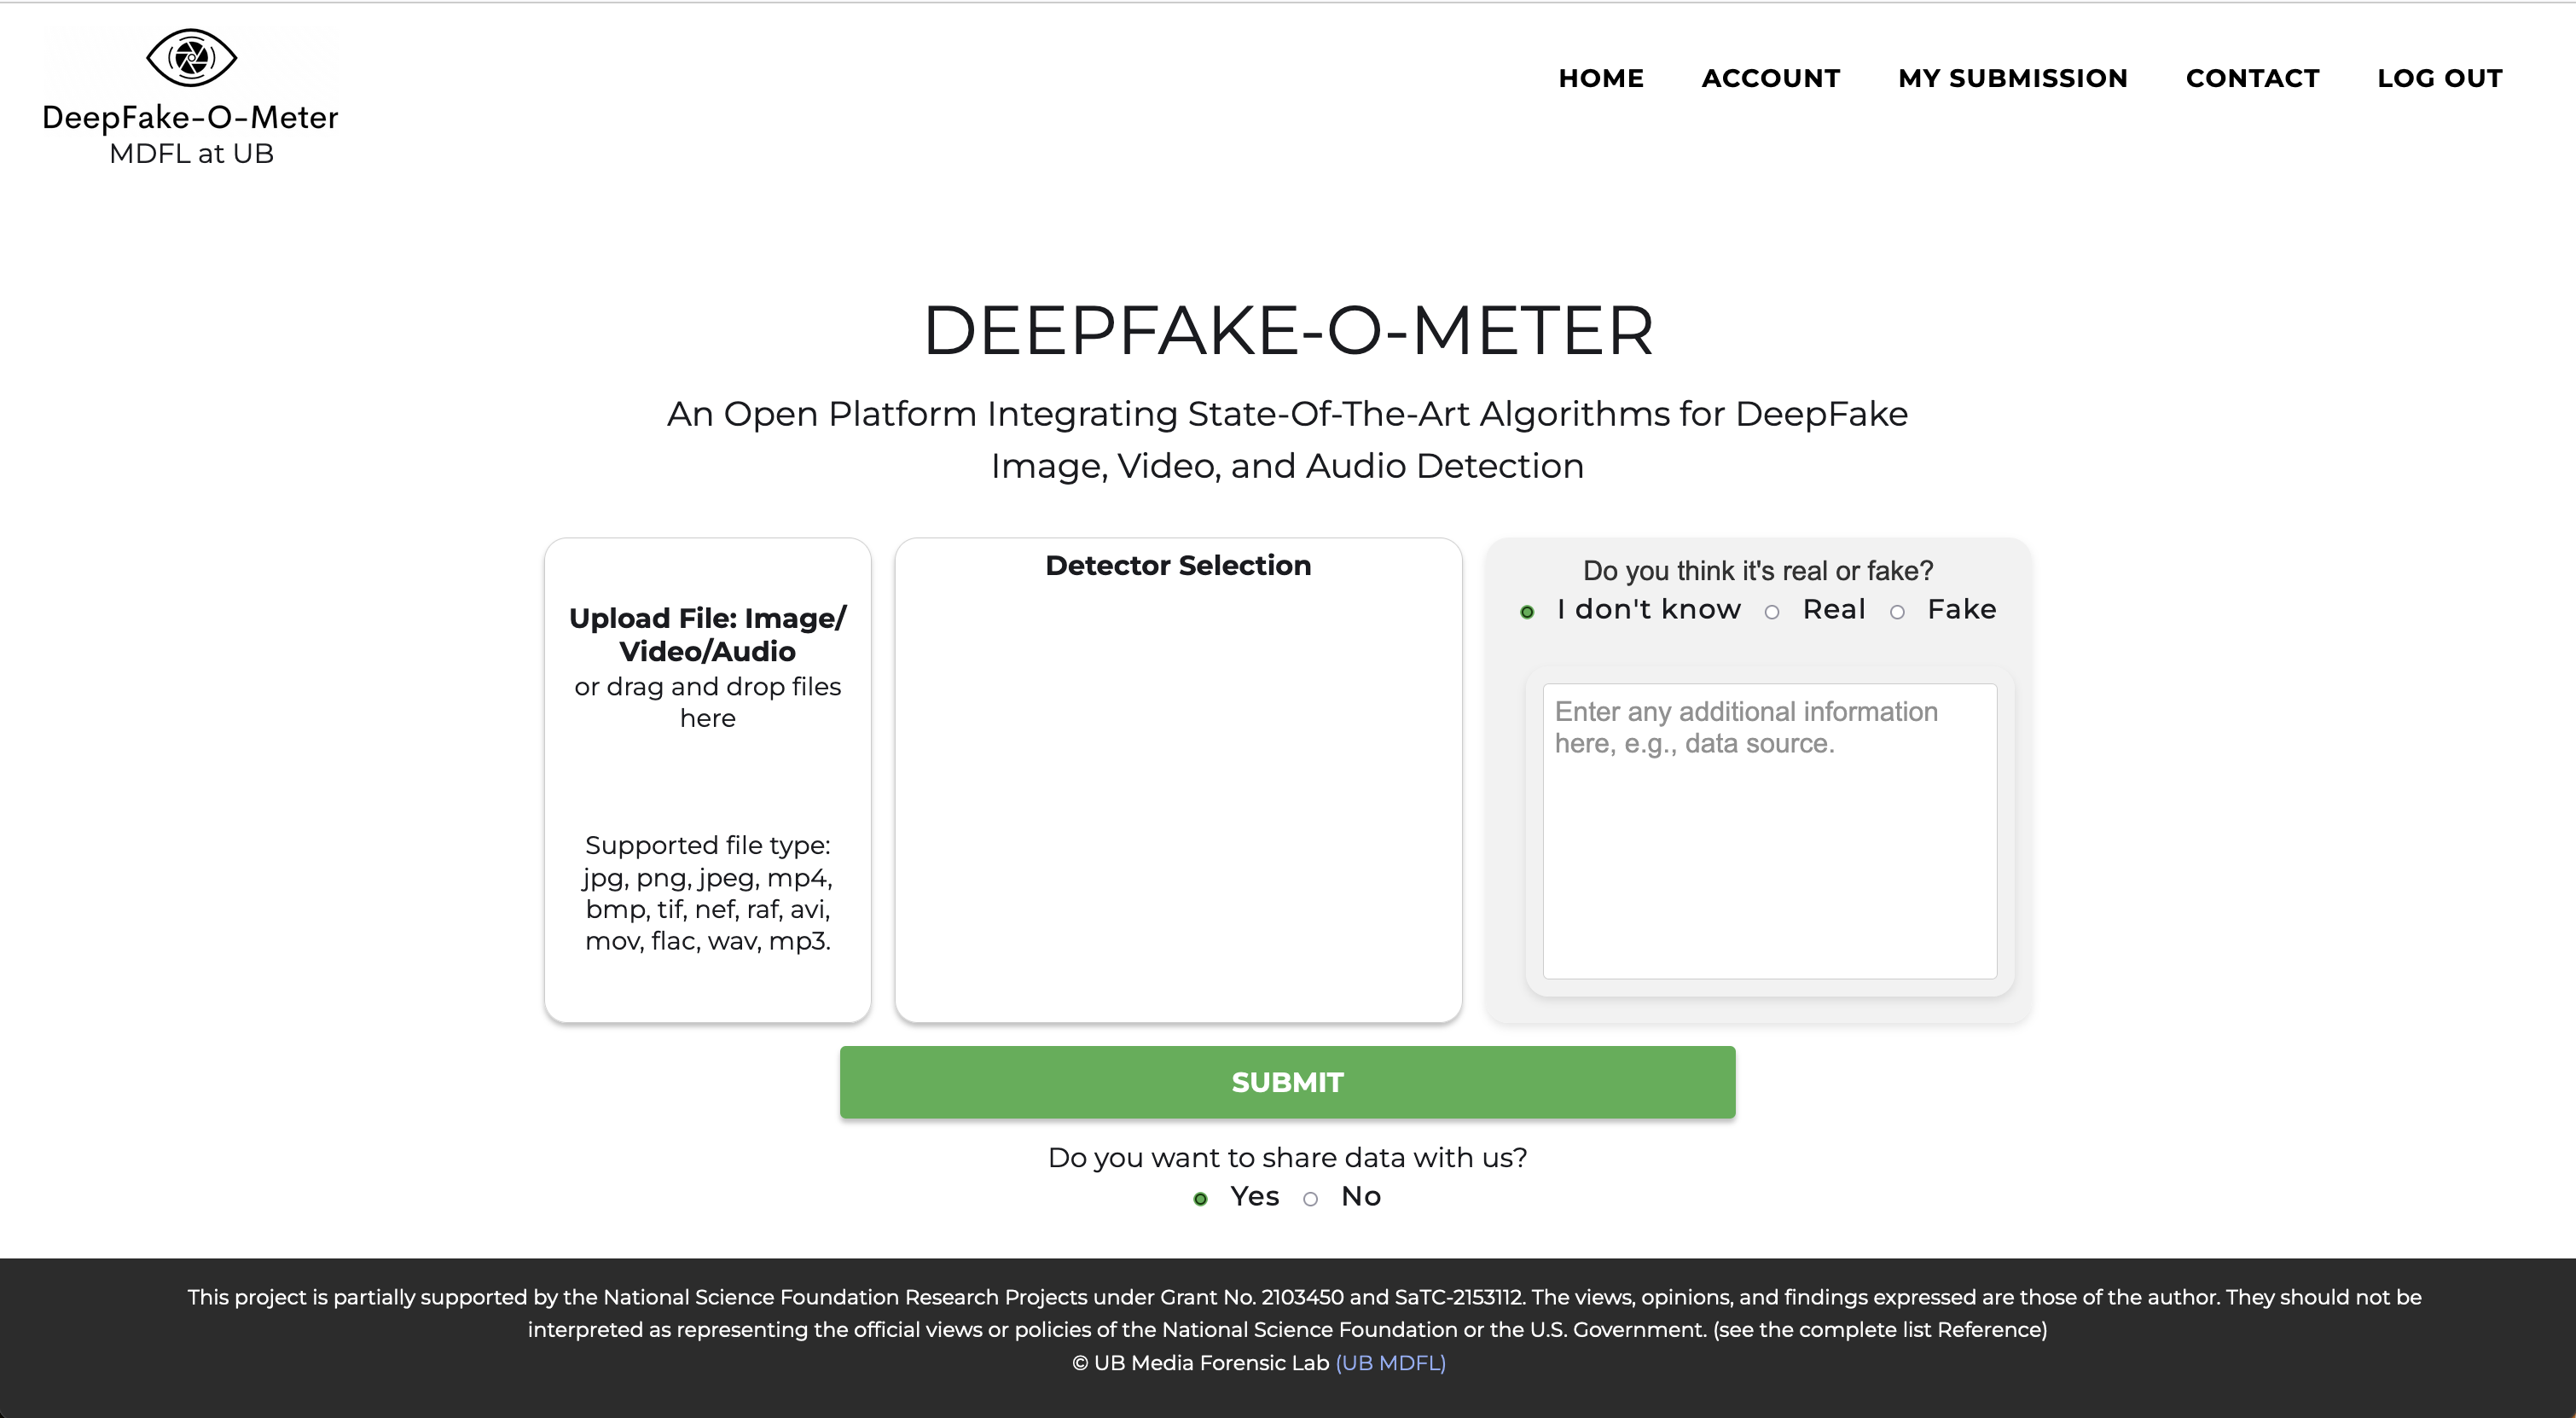 DeepFake-O-Meter
MDFL at UB
HOME
ACCOUNT
MY SUBMISSION
CONTACT
LOG OUT
DEEPFAKE-O-METER
An Open Platform Integrating State-Of-The-Art Algorithms for DeepFake
Image, Video, and Audio Detection
Upload File: Image/
Video/Audio
or drag and drop files
here
Supported file type:
jpg, png, jpeg, mp4,
bmp, tif, nef, raf, avi,
mov, flac, wav, mp3.
Detector Selection
Do you think it's real or fake?
I don't know
Real
Fake
Enter any additional information
here, e.g., data source.
SUBMIT
Do you want to share data with us?
Yes
No
This project is partially supported by the National Science Foundation Research Projects under Grant No. 2103450 and SaTC-2153112. The views, opinions, and findings expressed are those of the author. They should not be
interpreted as representing the official views or policies of the National Science Foundation or the U.S. Government. (see the complete list Reference)
© UB Media Forensic Lab (UB MDFL)